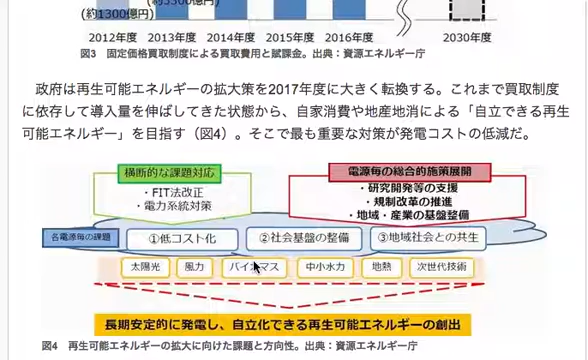 (約1300億円)
(約3300億円)
2012年度 2013年度 2014年度 2015年度 2016年度 2030年度
図3 固定価格買取制度による買取費用と賦課金。出典：資源エネルギー庁
政府は再生可能エネルギーの拡大策を2017年度に大きく転換する。これまで買取制度
に依存して導入量を伸ばしてきた状態から、自家消費や地産地消による「自立できる再生
可能エネルギー」を目指す（図4）。そこで最も重要な対策が発電コストの低減だ。
横断的な課題対応
・FIT法改正
・電力系統対策
電源毎の総合的施策展開
・研究開発等の支援
・規制改革の推進
・地域・産業の基盤整備
各電源毎の課題
①低コスト化
②社会基盤の整備
③地域社会との共生
太陽光
風力
バイオマス
中小水力
地熱
次世代技術
長期安定的に発電し、自立化できる再生可能エネルギーの創出
図4 再生可能エネルギーの拡大に向けた課題と方向性。出典：資源エネルギー庁